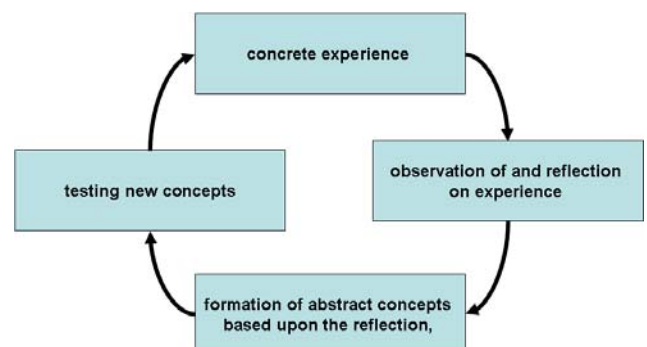 concrete experience
observation of and reflection
on experience
testing new concepts
formation of abstract concepts
based upon the reflection,